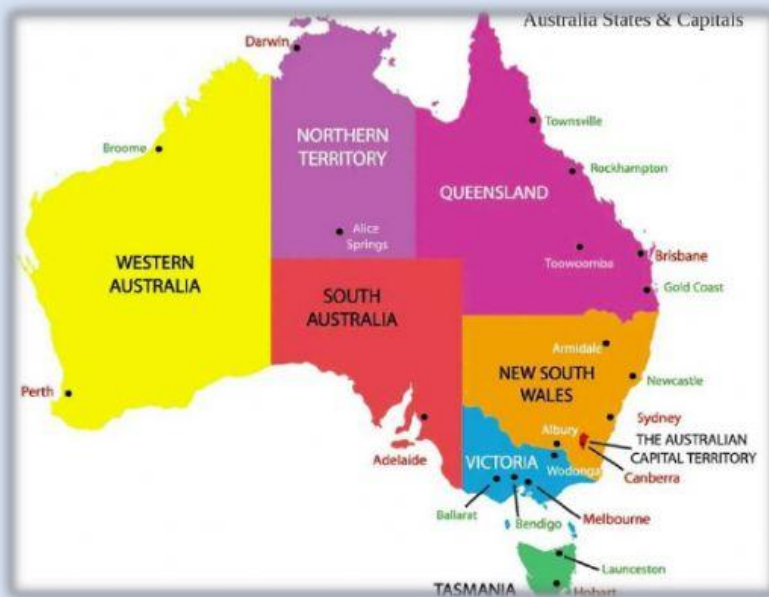 Australia States & Capitals
Darwin
Townsville
Broome
NORTHERN
TERRITORY
Rockhampton
QUEENSLAND
Alice
Springs
WESTERN
AUSTRALIA
Toowoomba
Brisbane
Gold Coast
SOUTH
AUSTRALIA
Armidale
NEW SOUTH
WALES
Newcastle
Perth
Sydney
Albury
THE AUSTRALIAN
CAPITAL TERRITORY
Adelaide
VICTORIA
Wodonga
Canberra
Ballarat
Bendigo
Melbourne
Launceston
TASMANIA
Hobart